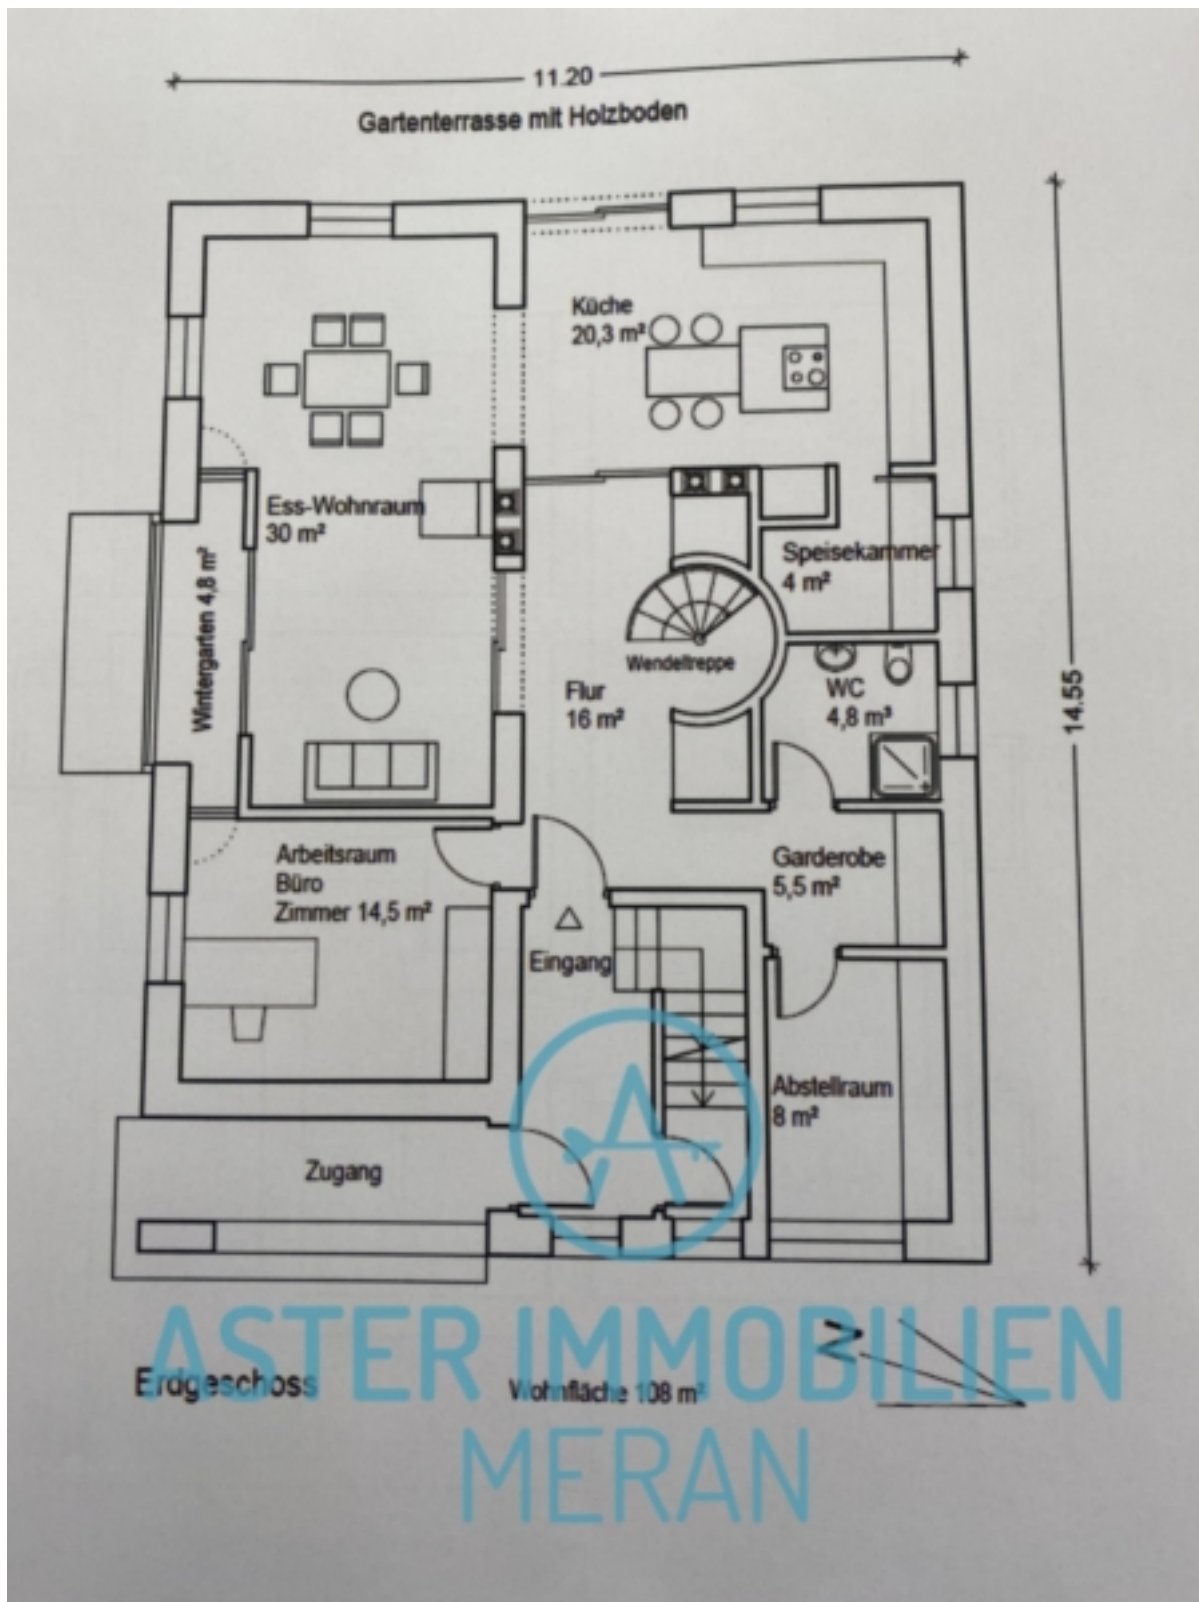 11.20
Gartenterrasse mit Holzboden
Küche
20,3 m²
Ess-Wohnraum
30 m²
Wintergarten 4,8 m²
Speisekammer
4 m²
Wendeltreppe
Flur
16 m²
WC
4,8 m³
14.55
Arbeitsraum
Büro
Zimmer 14,5 m²
Garderobe
5,5 m²
Eingang
Abstellraum
8 m²
Zugang
N
ASTER IMMOBILIEN
MERAN
Erdgeschoss
Wohnfläche 108 m²